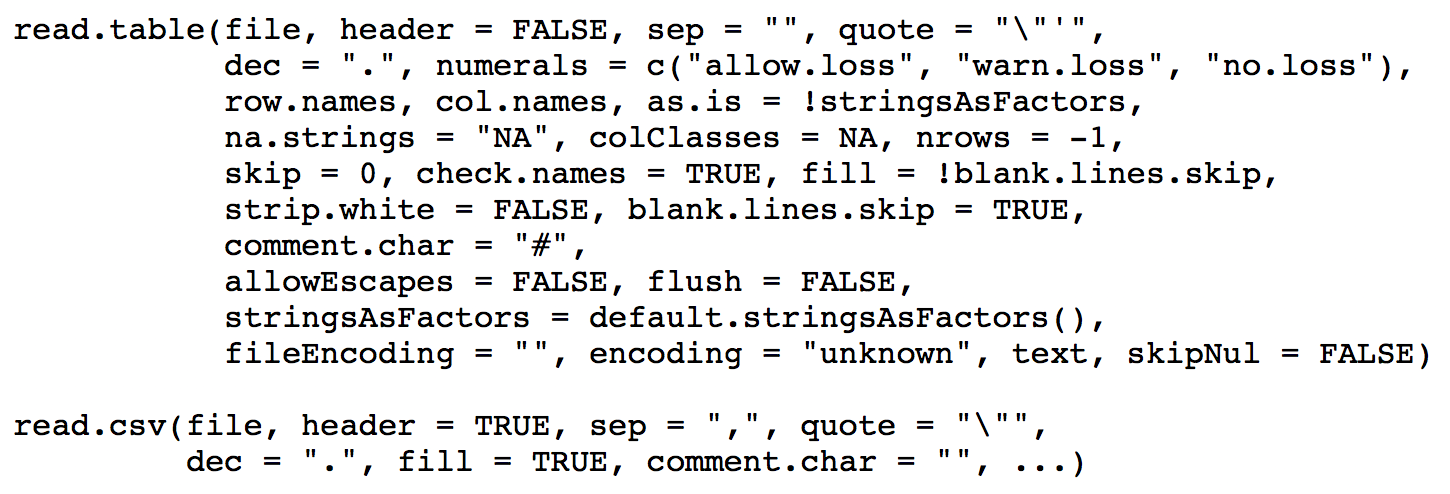 read.table(file, header = FALSE, sep = "", quote = "\"'",
           dec = ".", numerals = c("allow.loss", "warn.loss", "no.loss"),
           row.names, col.names, as.is = !stringsAsFactors,
           na.strings = "NA", colClasses = NA, nrows = -1,
           skip = 0, check.names = TRUE, fill = !blank.lines.skip,
           strip.white = FALSE, blank.lines.skip = TRUE,
           comment.char = "#",
           allowEscapes = FALSE, flush = FALSE,
           stringsAsFactors = default.stringsAsFactors(),
           fileEncoding = "", encoding = "unknown", text, skipNul = FALSE)

read.csv(file, header = TRUE, sep = ",", quote = "\"",
         dec = ".", fill = TRUE, comment.char = "", ...)